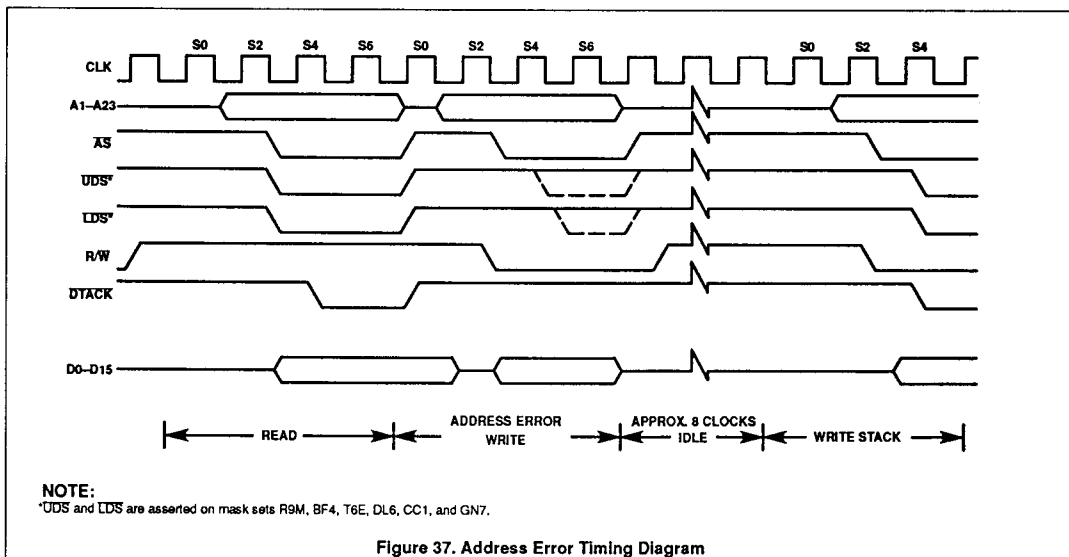 S0 S2 S4 S6 S0 S2 S4 S6 S0 S2 S4
CLK
A1–A23
AS
UDS*
LDS*
R/W
DTACK
D0–D15
READ
ADDRESS ERROR
WRITE
APPROX. 8 CLOCKS
IDLE
WRITE STACK
NOTE:
*UDS and LDS are asserted on mask sets R9M, BF4, T6E, DL6, CC1, and GN7.
Figure 37. Address Error Timing Diagram